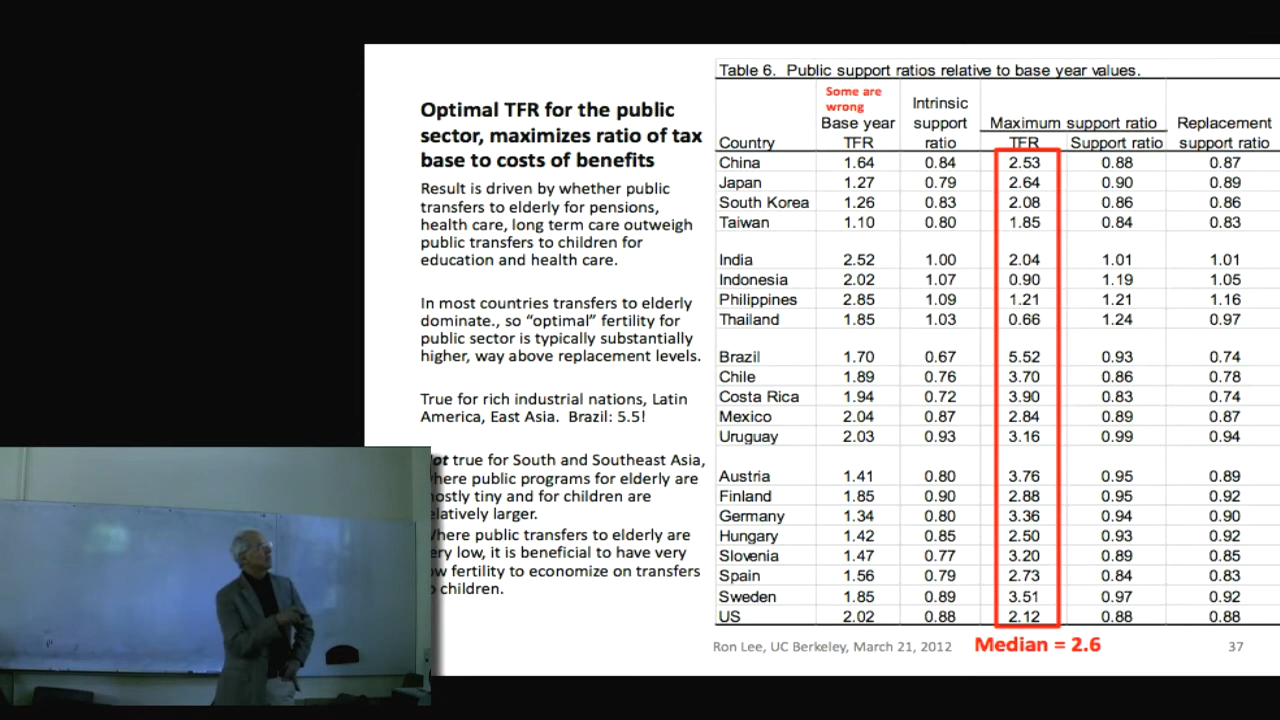 Optimal TFR for the public
sector, maximizes ratio of tax
base to costs of benefits
Result is driven by whether public
transfers to elderly for pensions,
health care, long term care outweigh
public transfers to children for
education and health care.
In most countries transfers to elderly
dominate., so “optimal” fertility for
public sector is typically substantially
higher, way above replacement levels.
True for rich industrial nations, Latin
America, East Asia. Brazil: 5.5!
ot true for South and Southeast Asia,
here public programs for elderly are
ostly tiny and for children are
elatively larger.
here public transfers to elderly are
ery low, it is beneficial to have very
ow fertility to economize on transfers
children.
Table 6. Public support ratios relative to base year values.
Some are
wrong
Country Base year TFR Intrinsic support ratio Maximum support ratio TFR Support ratio Replacement support ratio
China 1.64 0.84 2.53 0.88 0.87
Japan 1.27 0.79 2.64 0.90 0.89
South Korea 1.26 0.83 2.08 0.86 0.86
Taiwan 1.10 0.80 1.85 0.84 0.83
India 2.52 1.00 2.04 1.01 1.01
Indonesia 2.02 1.07 0.90 1.19 1.05
Philippines 2.85 1.09 1.21 1.21 1.16
Thailand 1.85 1.03 0.66 1.24 0.97
Brazil 1.70 0.67 5.52 0.93 0.74
Chile 1.89 0.76 3.70 0.86 0.78
Costa Rica 1.94 0.72 3.90 0.83 0.74
Mexico 2.04 0.87 2.84 0.89 0.87
Uruguay 2.03 0.93 3.16 0.99 0.94
Austria 1.41 0.80 3.76 0.95 0.89
Finland 1.85 0.90 2.88 0.95 0.92
Germany 1.34 0.80 3.36 0.94 0.90
Hungary 1.42 0.85 2.50 0.93 0.92
Slovenia 1.47 0.77 3.20 0.89 0.85
Spain 1.56 0.79 2.73 0.84 0.83
Sweden 1.85 0.89 3.51 0.97 0.92
US 2.02 0.88 2.12 0.88 0.88
Ron Lee, UC Berkeley, March 21, 2012 Median = 2.6 37